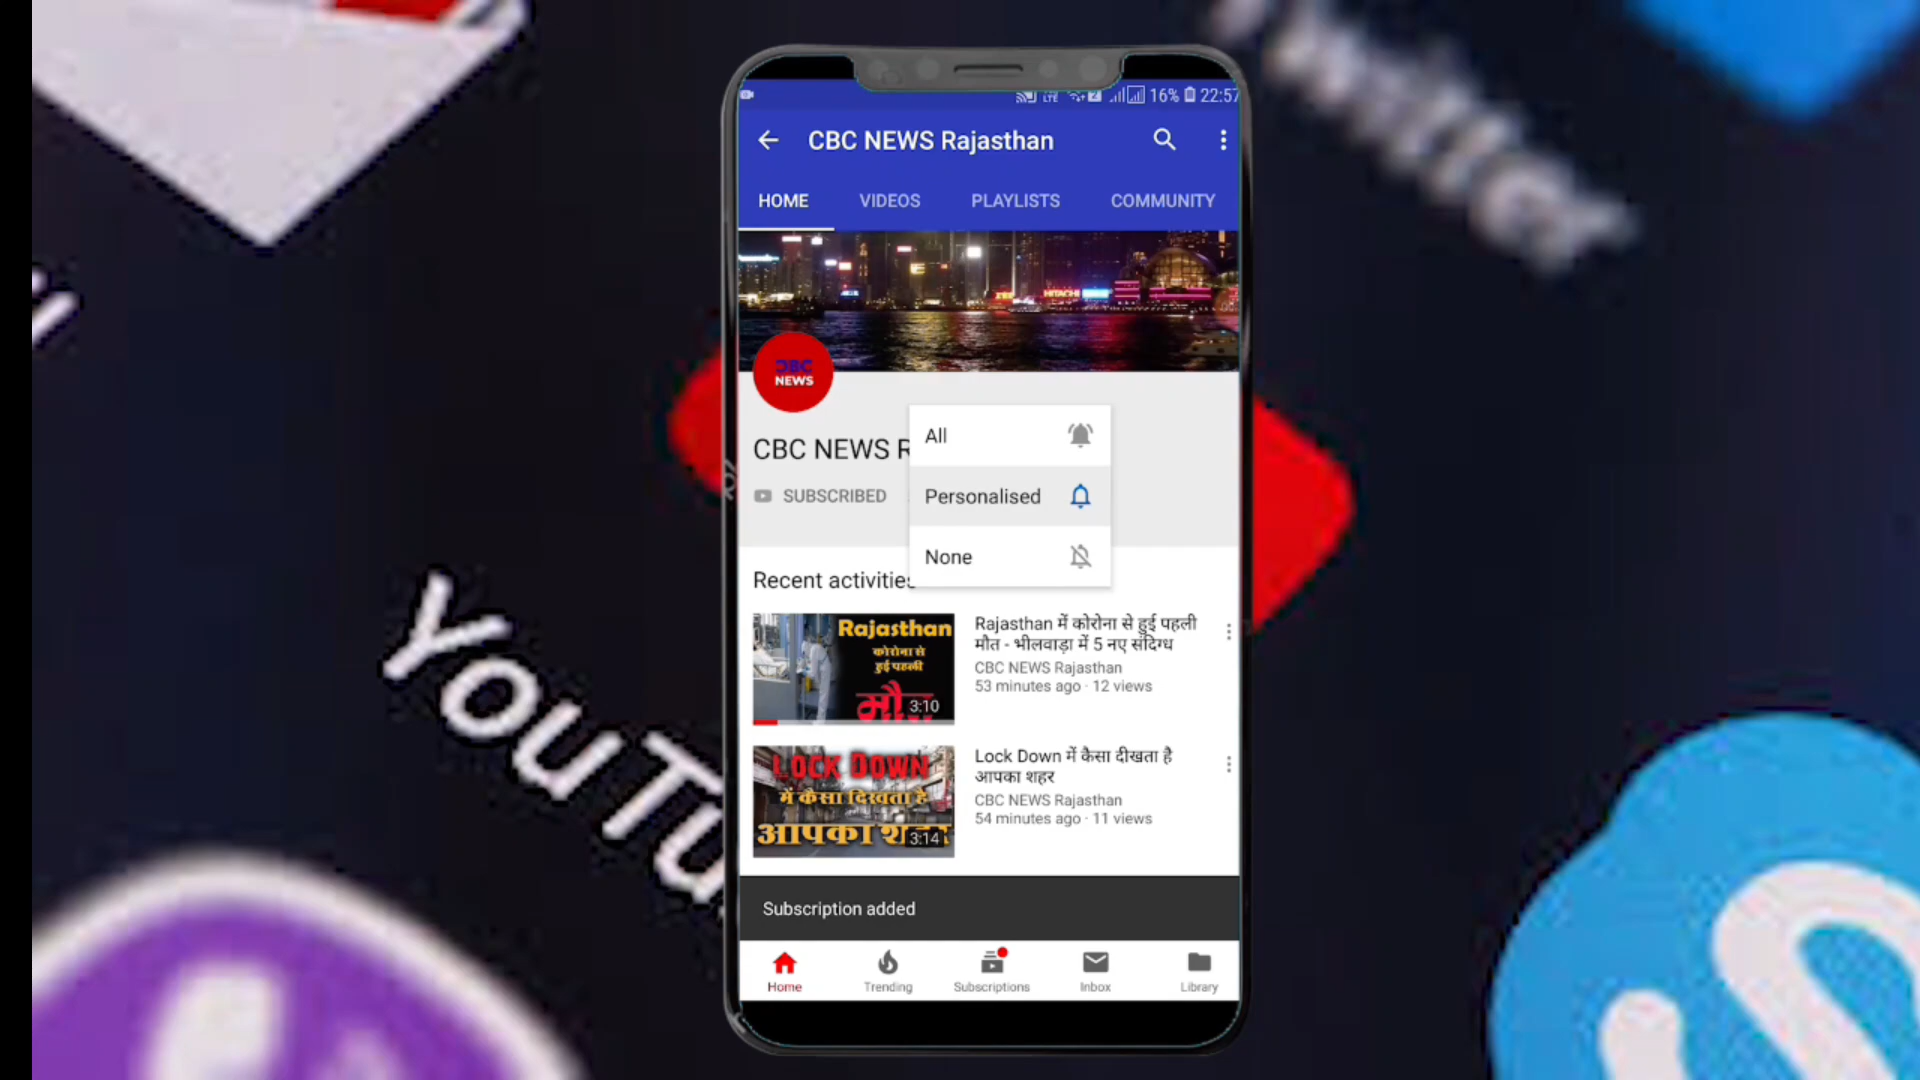 16% 22:57
CBC NEWS Rajasthan
HOME VIDEOS PLAYLISTS COMMUNITY
HITACHI
NEWS
All
CBC NEWS R
SUBSCRIBED
Personalised
None
Recent activities
Rajasthan
कोरोना से
हुई पहली
मौत
3:10
Rajasthan में कोरोना से हुई पहली
मौत - भीलवाड़ा में 5 नए संदिग्ध
CBC NEWS Rajasthan
53 minutes ago · 12 views
LOCK DOWN
में कैसा दिखता है
आपका शहर
3:14
Lock Down में कैसा दीखता है
आपका शहर
CBC NEWS Rajasthan
54 minutes ago · 11 views
Subscription added
Home Trending Subscriptions Inbox Library
YouTu